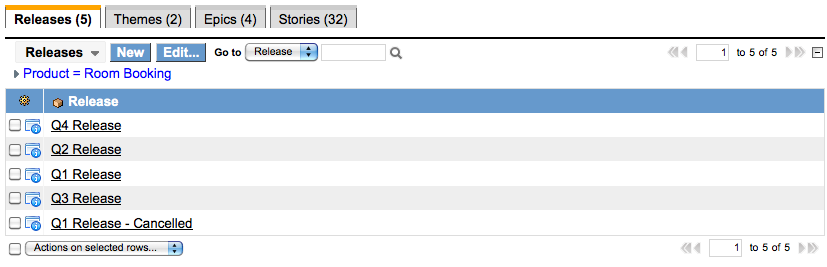 Releases (5) Themes (2) Epics (4) Stories (32)
Releases New Edit... Go to Release 1 to 5 of 5
Product = Room Booking
Release
Q4 Release
Q2 Release
Q1 Release
Q3 Release
Q1 Release - Cancelled
Actions on selected rows... 1 to 5 of 5